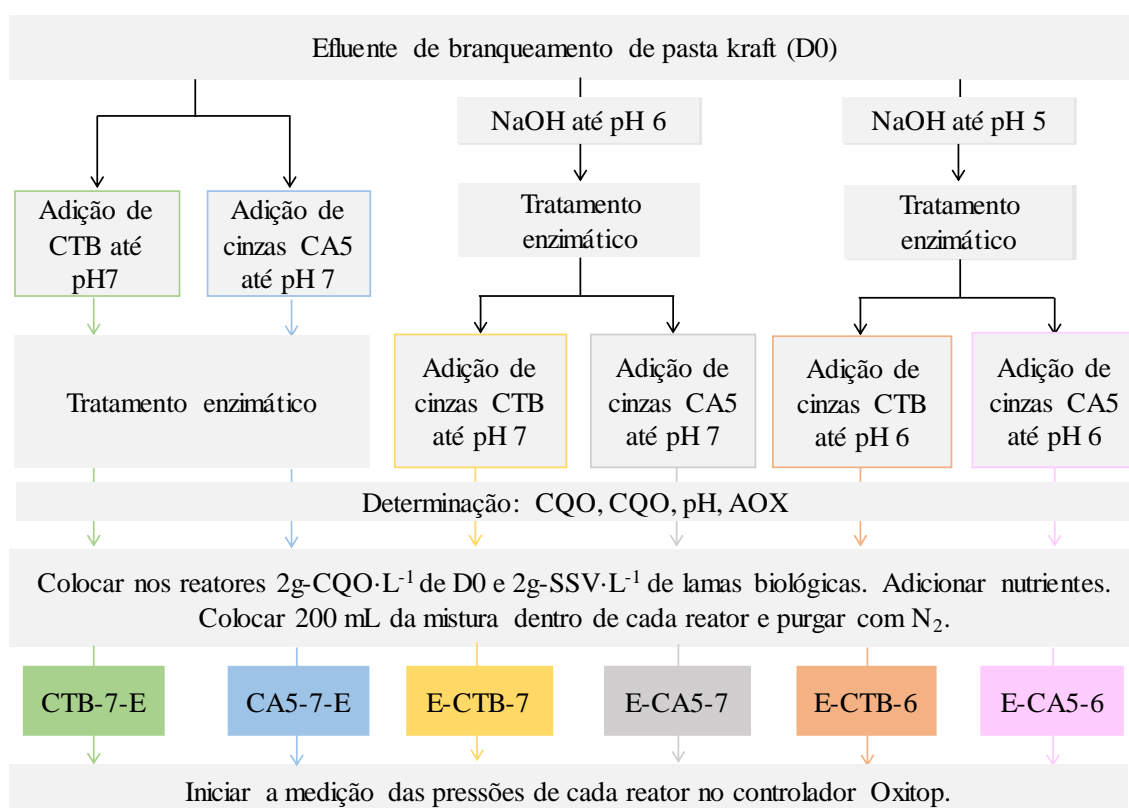 Efluente de branqueamento de pasta kraft (D0)
NaOH até pH 6
NaOH até pH 5
Adição de
CTB até
pH7
Adição de
cinzas CA5
até pH 7
Tratamento
enzimático
Tratamento
enzimático
Tratamento enzimático
Adição de
cinzas CTB
até pH 7
Adição de
cinzas CA5
até pH 7
Adição de
cinzas CTB
até pH 6
Adição de
cinzas CA5
até pH 6
Determinação: CQO, CQO, pH, AOX
Colocar nos reatores 2g-CQO·L⁻¹ de D0 e 2g-SSV·L⁻¹ de lamas biológicas. Adicionar nutrientes.
Colocar 200 mL da mistura dentro de cada reator e purgar com N₂.
CTB-7-E
CA5-7-E
E-CTB-7
E-CA5-7
E-CTB-6
E-CA5-6
Iniciar a medição das pressões de cada reator no controlador Oxitop.